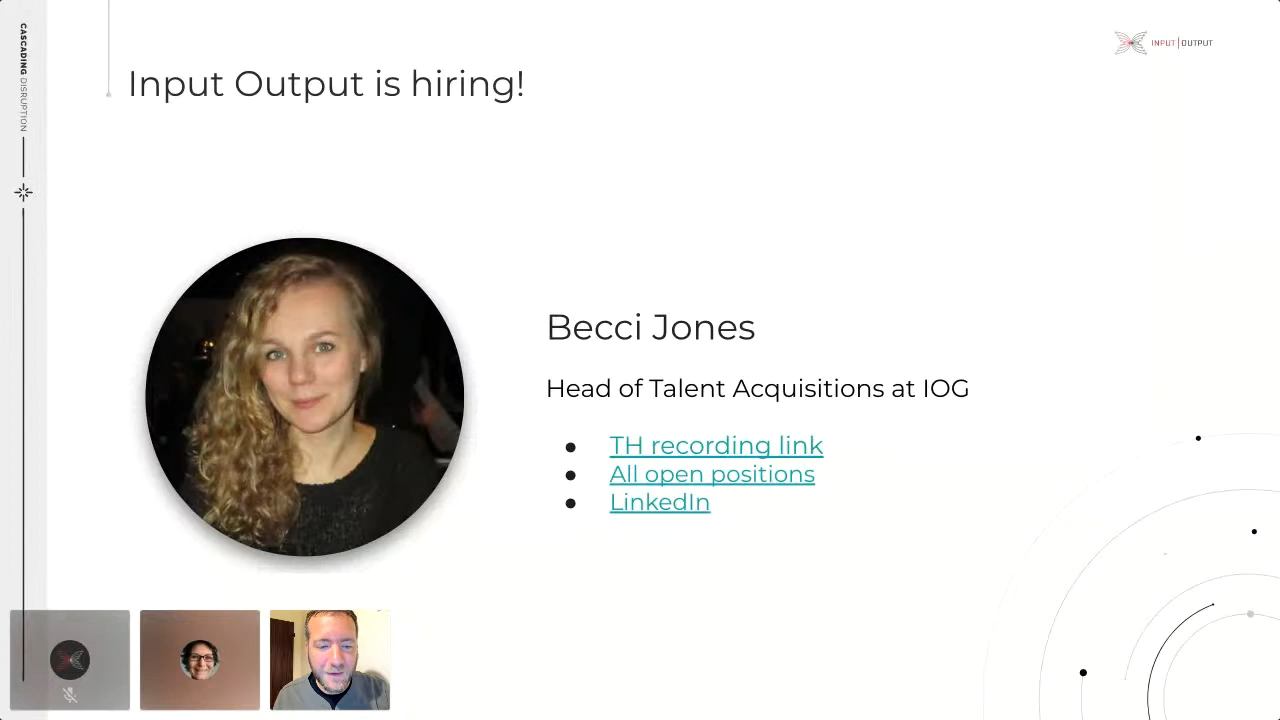 CASCADING DISRUPTION
INPUT | OUTPUT
Input Output is hiring!
Becci Jones
Head of Talent Acquisitions at IOG
● TH recording link
● All open positions
● LinkedIn